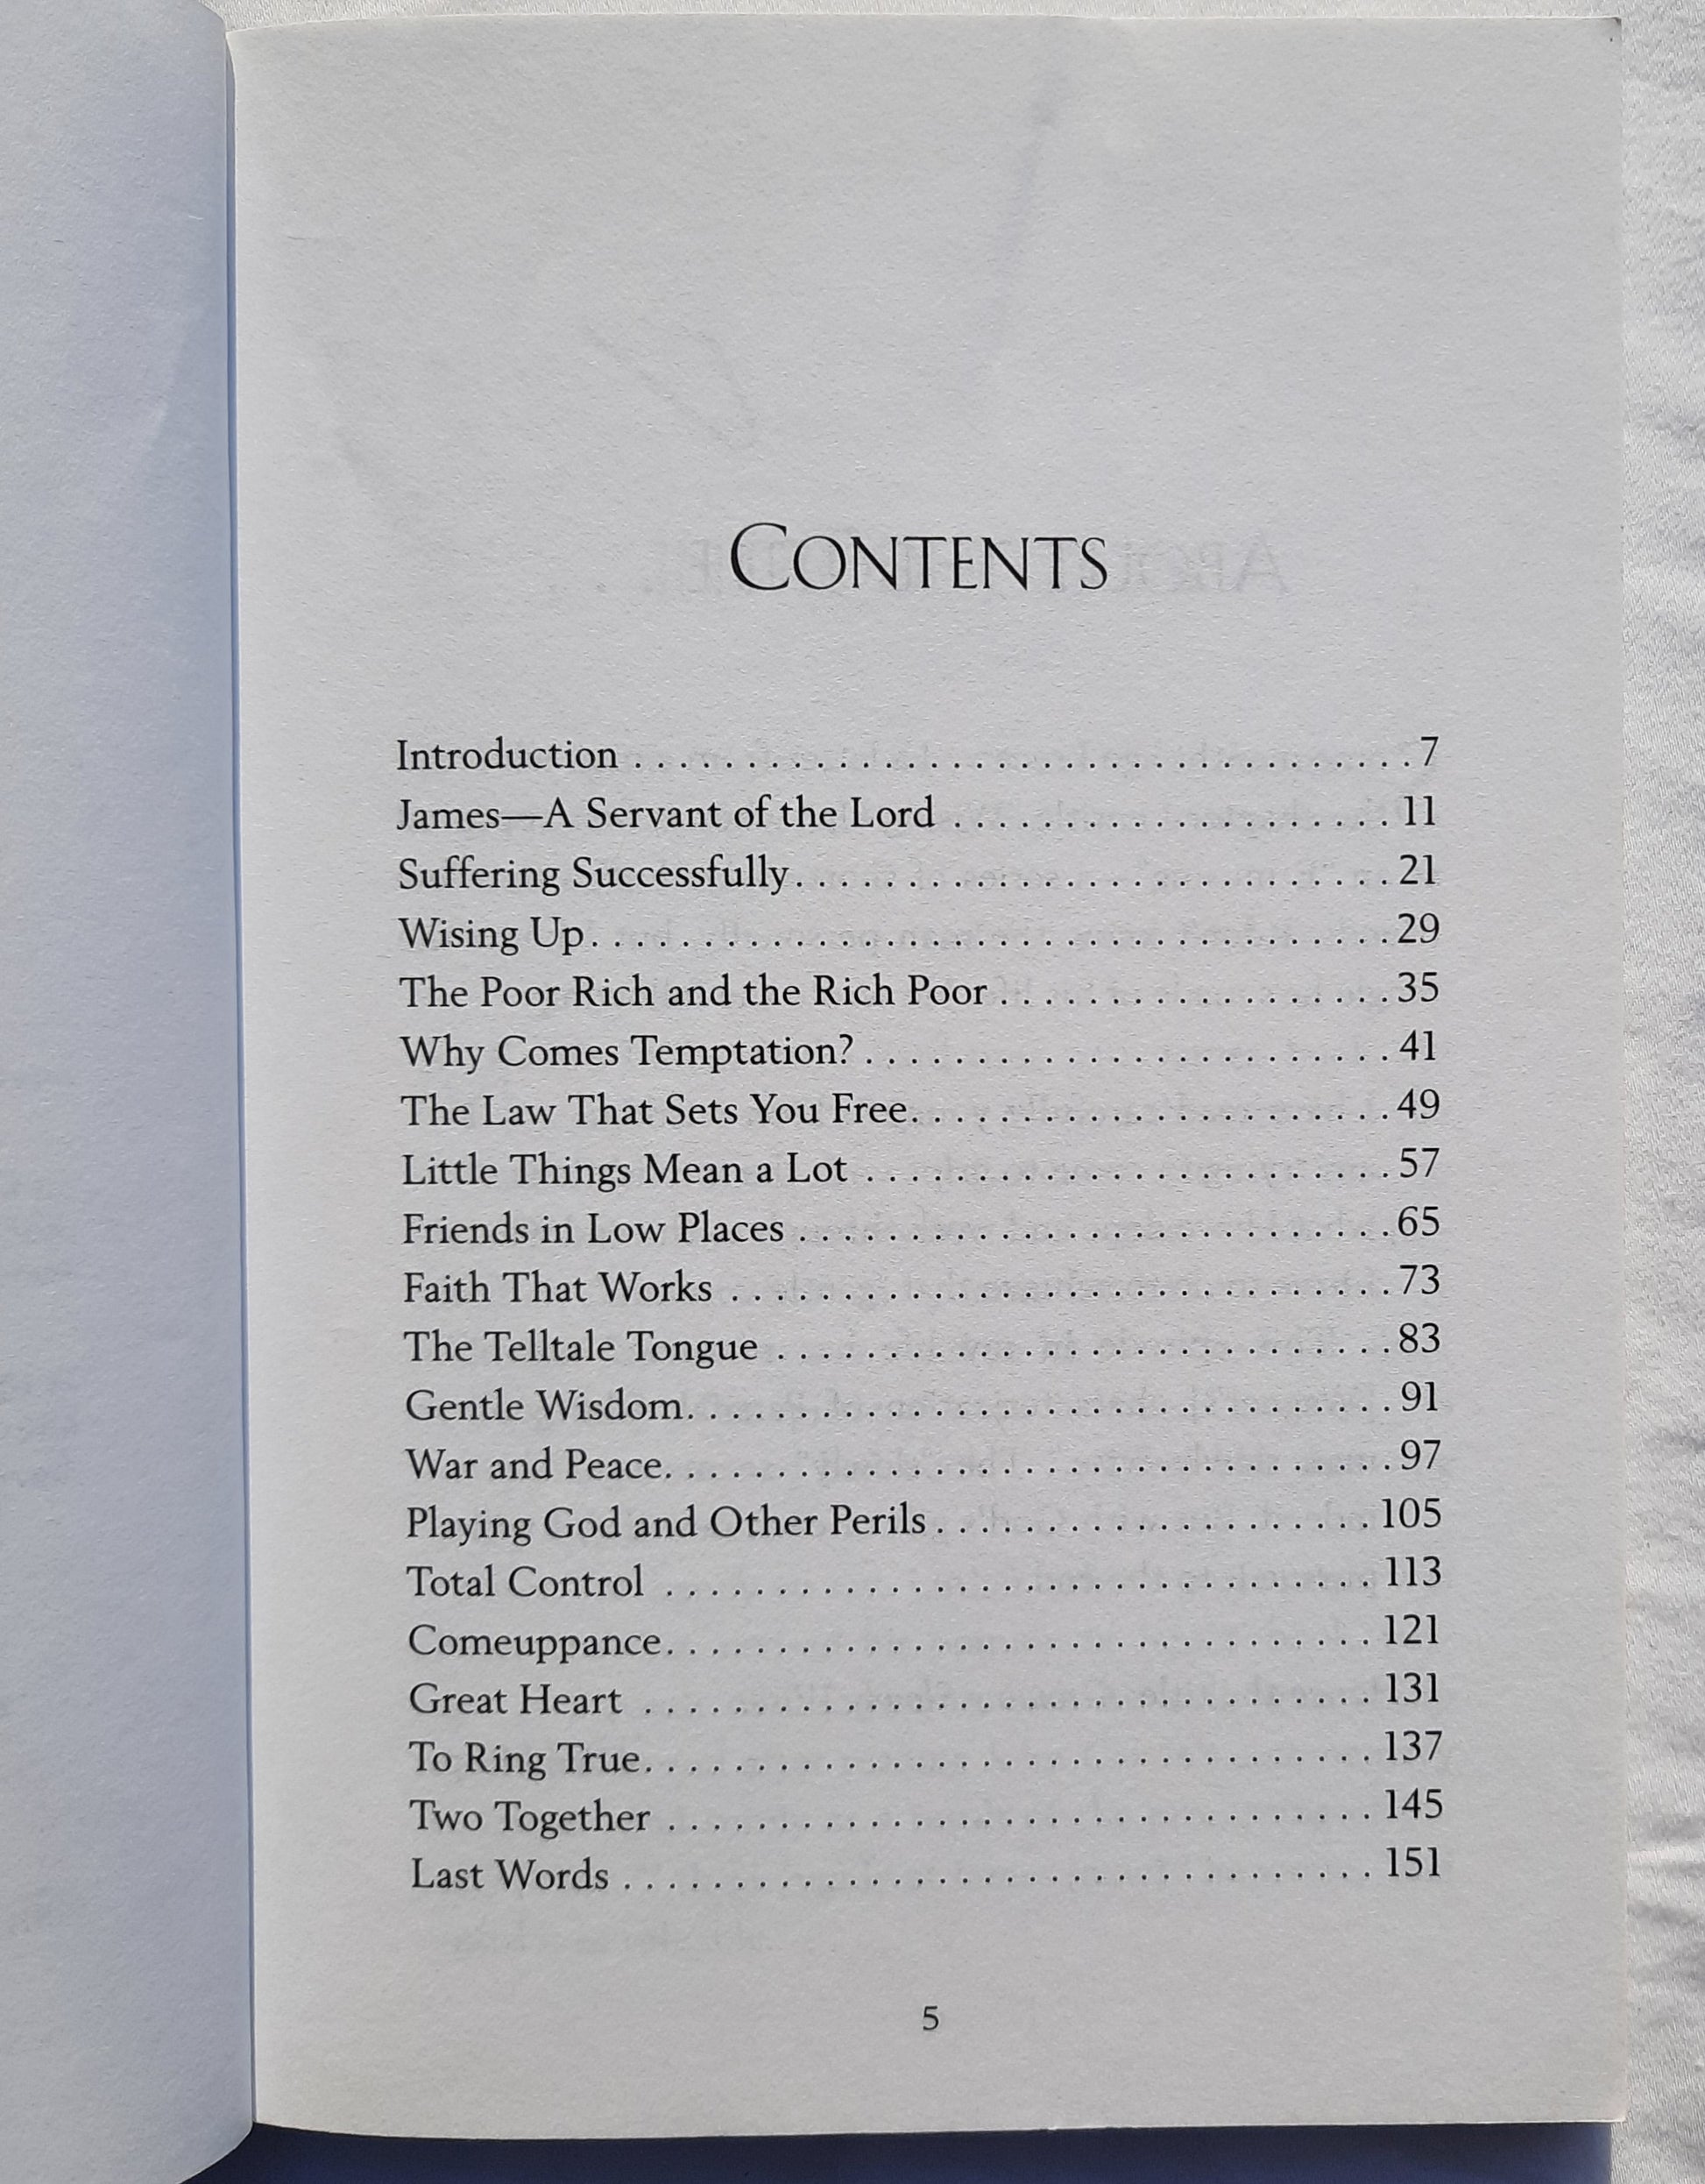 CONTENTS
Introduction . . . . . . . . . . . . . . . . . . . . . . . . . . . . . . . . . . . 7
James—A Servant of the Lord . . . . . . . . . . . . . . . . . . . . 11
Suffering Successfully. . . . . . . . . . . . . . . . . . . . . . . . . . . 21
Wising Up. . . . . . . . . . . . . . . . . . . . . . . . . . . . . . . . . . . . 29
The Poor Rich and the Rich Poor . . . . . . . . . . . . . . . . . . 35
Why Comes Temptation? . . . . . . . . . . . . . . . . . . . . . . . . 41
The Law That Sets You Free. . . . . . . . . . . . . . . . . . . . . . 49
Little Things Mean a Lot . . . . . . . . . . . . . . . . . . . . . . . . 57
Friends in Low Places . . . . . . . . . . . . . . . . . . . . . . . . . . . 65
Faith That Works . . . . . . . . . . . . . . . . . . . . . . . . . . . . . . 73
The Telltale Tongue . . . . . . . . . . . . . . . . . . . . . . . . . . . . 83
Gentle Wisdom. . . . . . . . . . . . . . . . . . . . . . . . . . . . . . . . 91
War and Peace. . . . . . . . . . . . . . . . . . . . . . . . . . . . . . . . . 97
Playing God and Other Perils . . . . . . . . . . . . . . . . . . . . 105
Total Control . . . . . . . . . . . . . . . . . . . . . . . . . . . . . . . . 113
Comeuppance. . . . . . . . . . . . . . . . . . . . . . . . . . . . . . . . 121
Great Heart . . . . . . . . . . . . . . . . . . . . . . . . . . . . . . . . . 131
To Ring True. . . . . . . . . . . . . . . . . . . . . . . . . . . . . . . . . 137
Two Together . . . . . . . . . . . . . . . . . . . . . . . . . . . . . . . . 145
Last Words . . . . . . . . . . . . . . . . . . . . . . . . . . . . . . . . . . 151
5